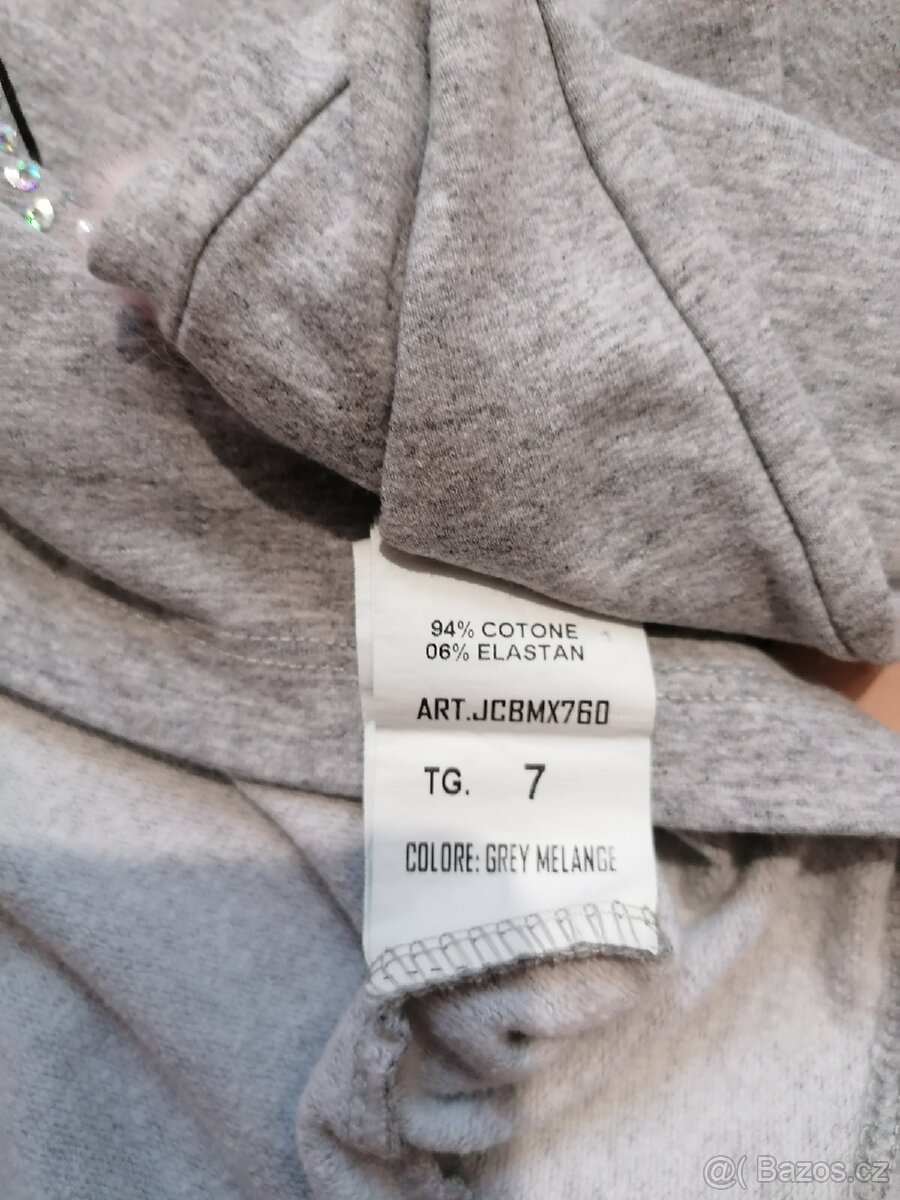 94% COTONE
06% ELASTAN
ART.JCBMX760
TG. 7
COLORE: GREY MELANGE
@( Bazos.cz